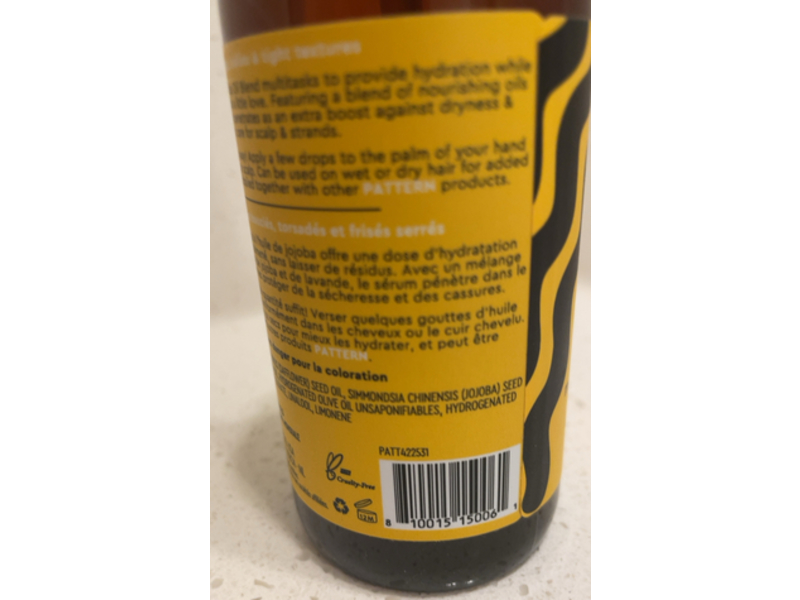 & tight textures
Blend multitasks to provide hydration while
love. Featuring a blend of nourishing oils
as an extra boost against dryness &
for scalp & strands.
Apply a few drops to the palm of your hand
Can be used on wet or dry hair for added
together with other PATTERN products.
torsadés et frisés serrés
huile de jojoba offre une dose d'hydratation
sans laisser de résidus. Avec un mélange
et de lavande, le sérum pénètre dans le
de la sécheresse et des cassures.
suffit! Verser quelques gouttes d'huile
dans les cheveux ou le cuir chevelu.
pour mieux les hydrater, et peut être
produits PATTERN.
pour la coloration
SEED OIL, SIMMONDSIA CHINENSIS (JOJOBA) SEED
OLIVE OIL UNSAPONIFIABLES, HYDROGENATED
LINALOOL, LIMONENE
PATT422531
Cruelty-Free
12M
8 10015 15006 1